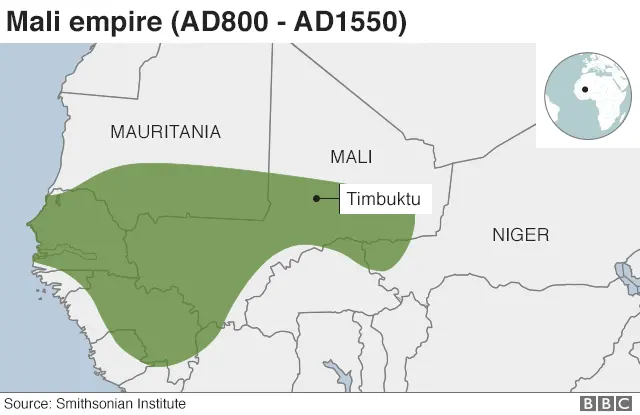 Mali empire (AD800 - AD1550)
MAURITANIA
MALI
Timbuktu
NIGER
Source: Smithsonian Institute
BBC